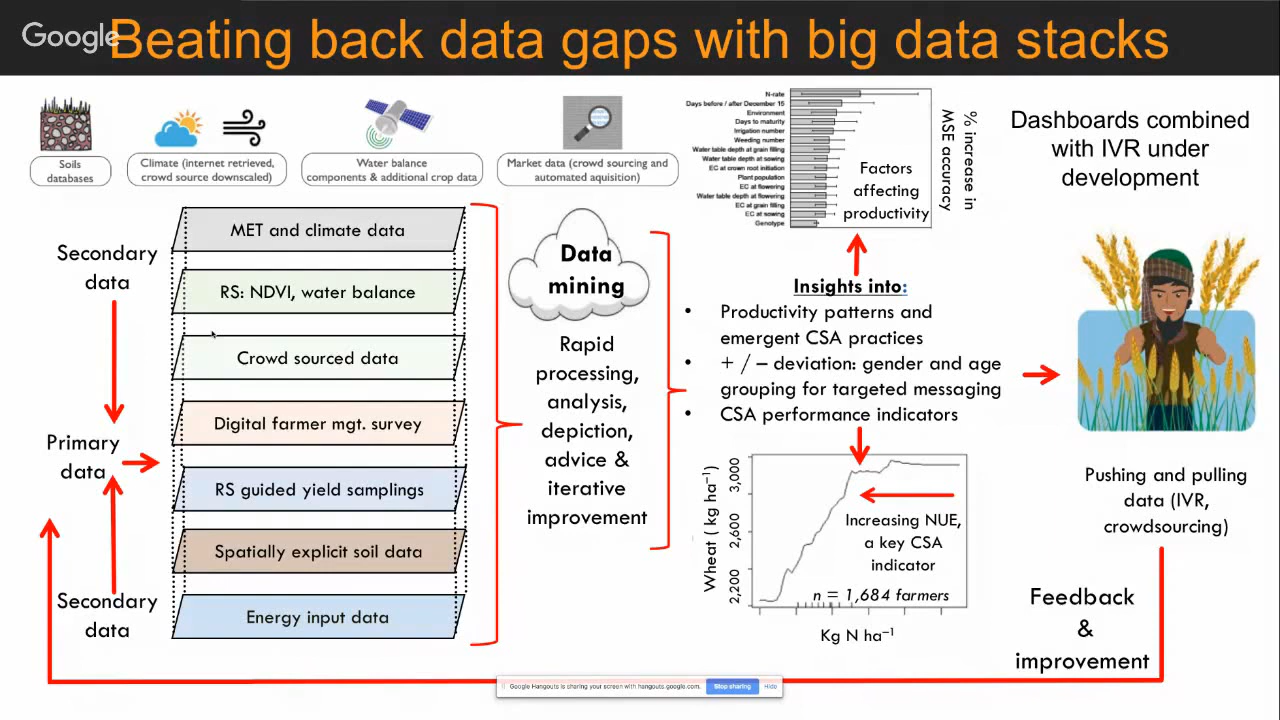 Google
Beating back data gaps with big data stacks
Soils
databases
Climate (internet retrieved,
crowd source downscaled)
Water balance
components & additional crop data
Market data (crowd sourcing and
automated aquisition)
N-rate
Days before / after December 15
Environment
Days to maturity
Irrigation number
Weeding number
Water table depth at grain filling
Water table depth at sowing
EC at crown root initiation
Plant population
EC at flowering
Water table depth at flowering
EC at grain filling
EC at sowing
Genotype
Factors
affecting
productivity
% increase in
MSE accuracy
Dashboards combined
with IVR under
development
Secondary
data
Primary
data
Secondary
data
MET and climate data
RS: NDVI, water balance
Crowd sourced data
Digital farmer mgt. survey
RS guided yield samplings
Spatially explicit soil data
Energy input data
Data
mining
Rapid
processing,
analysis,
depiction,
advice &
iterative
improvement
Insights into:
• Productivity patterns and
emergent CSA practices
• + / – deviation: gender and age
grouping for targeted messaging
• CSA performance indicators
Wheat ( kg ha⁻¹)
3,000
2,600
2,200
Increasing NUE,
a key CSA
indicator
n = 1,684 farmers
Kg N ha⁻¹
Pushing and pulling
data (IVR,
crowdsourcing)
Feedback
&
improvement
Google Hangouts is sharing your screen with hangouts.google.com.
Stop sharing
Hide